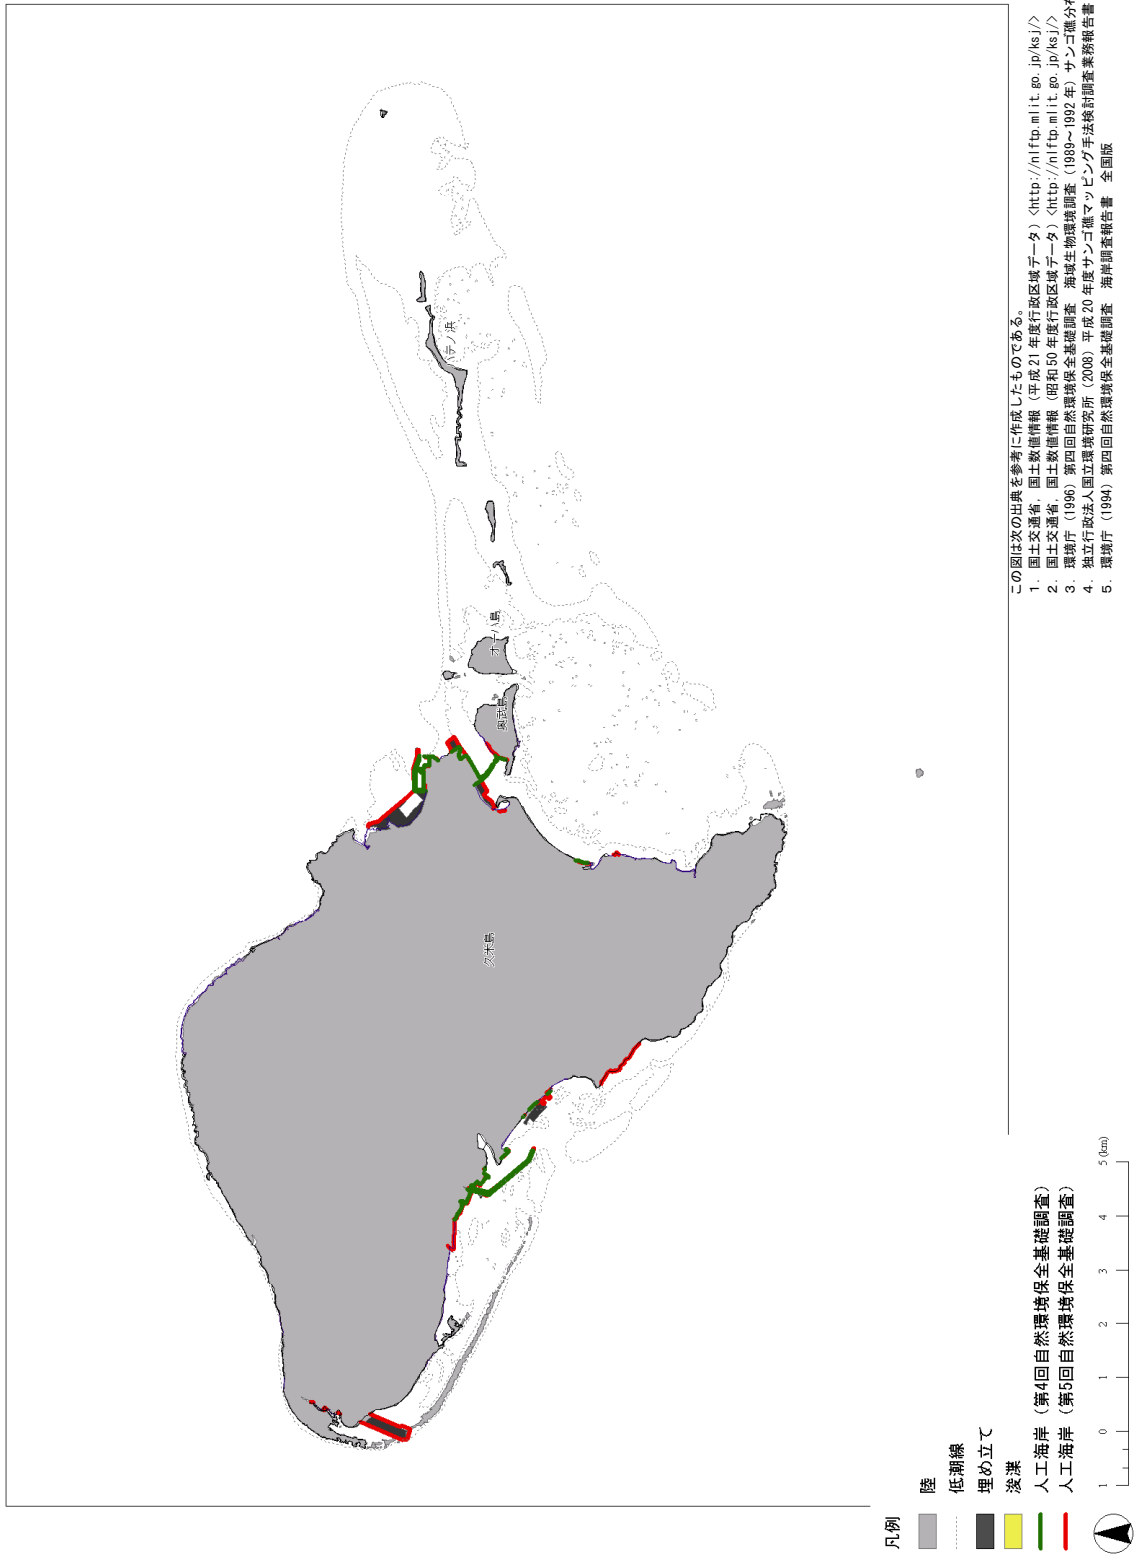 ハテノ浜
オーハ島
奥武島
久米島
この図は次の出典を参考に作成したものである。
1. 国土交通省, 国土数値情報（平成21年度行政区域データ）<http://nlftp.mlit.go.jp/ksj/>
2. 国土交通省, 国土数値情報（昭和50年度行政区域データ）<http://nlftp.mlit.go.jp/ksj/>
3. 環境庁（1996）第四回自然環境保全基礎調査 海域生物環境調査（1989～1992年）サンゴ礁分布
4. 独立行政法人国立環境研究所（2008）平成20年度サンゴ礁マッピング手法検討調査業務報告書
5. 環境庁（1994）第四回自然環境保全基礎調査 海岸調査報告書 全国版
凡例
陸
低潮線
埋め立て
浚渫
人工海岸（第4回自然環境保全基礎調査）
人工海岸（第5回自然環境保全基礎調査）
1 0 1 2 3 4 5 (km)